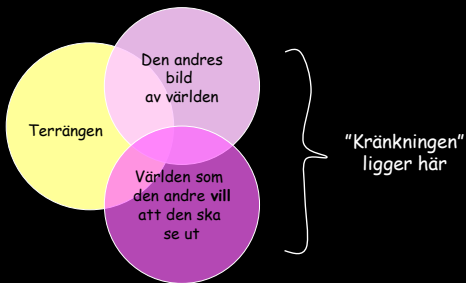 Den andres
bild
av världen
Terrängen
"Kränkningen"
ligger här
Världen som
den andre vill
att den ska
se ut